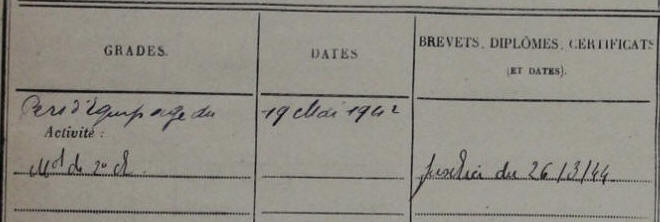 GRADES.
DATES
BREVETS, DIPLÔMES, CERTIFICATS
(ET DATES).
Pers d'équipage du 19 Mai 1942
Activité :
Mot de 2e cl. fusilier du 26/3/44